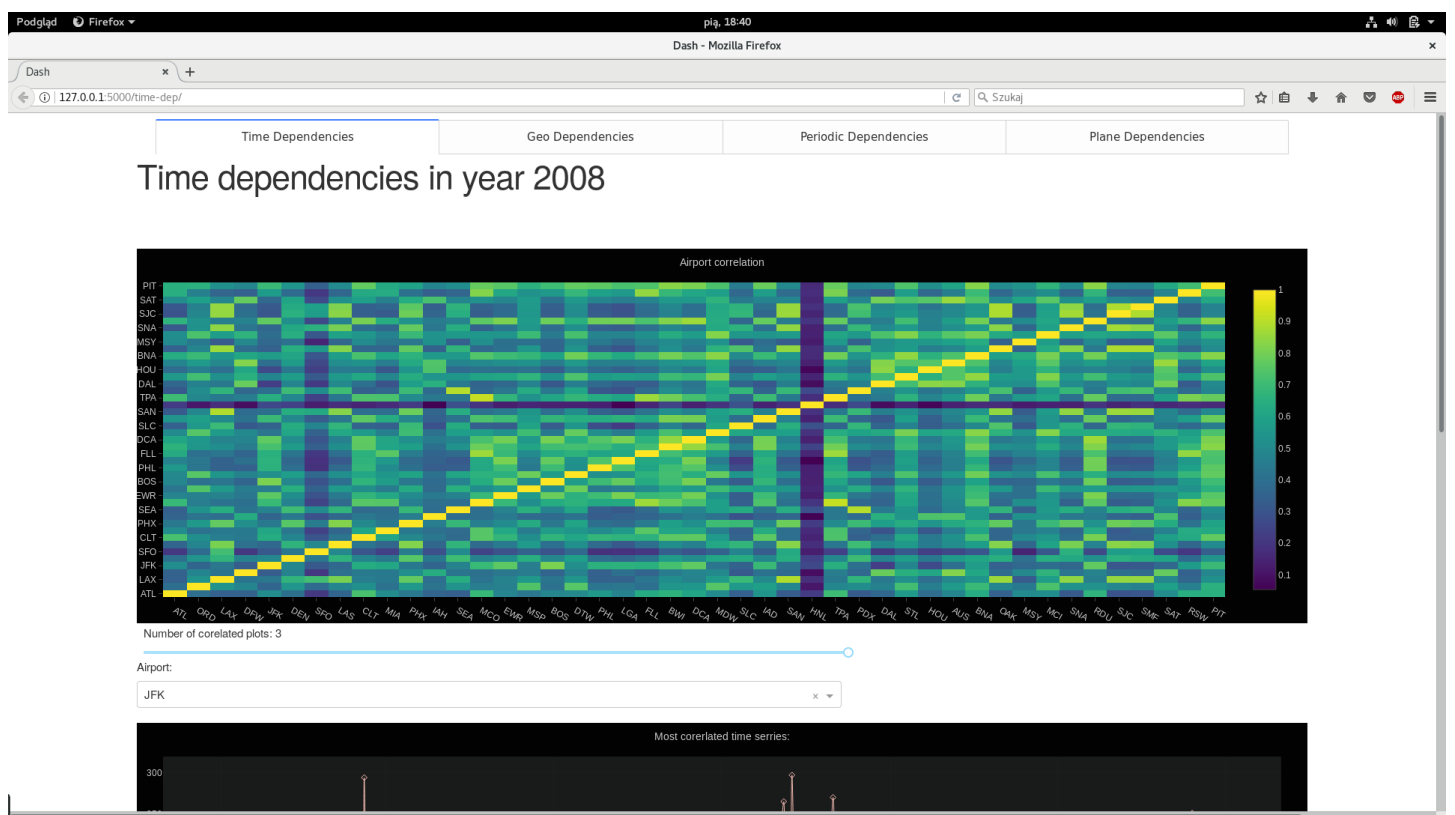 Podgląd Firefox pią, 18:40
Dash - Mozilla Firefox ×
Dash × +
127.0.0.1:5000/time-dep/ Szukaj ABP
Time Dependencies Geo Dependencies Periodic Dependencies Plane Dependencies
Time dependencies in year 2008
Airport correlation
PIT
SAT
SJC
SNA
MSY
BNA
HOU
DAL
TPA
SAN
SLC
DCA
FLL
PHL
BOS
EWR
SEA
PHX
CLT
SFO
JFK
LAX
ATL
1
0.9
0.8
0.7
0.6
0.5
0.4
0.3
0.2
0.1
ATL ORD LAX DFW JFK DEN SFO LAS CLT MIA PHX IAH SEA MCO EWR MSP BOS DTW PHL LGA FLL BWI DCA MDW SLC IAD SAN HNL TPA PDX DAL STL HOU AUS BNA OAK MSY MCI SNA RDU SJC SMF SAT RSW PIT
Number of corelated plots: 3
Airport:
JFK ×
Most corerlated time serries:
300